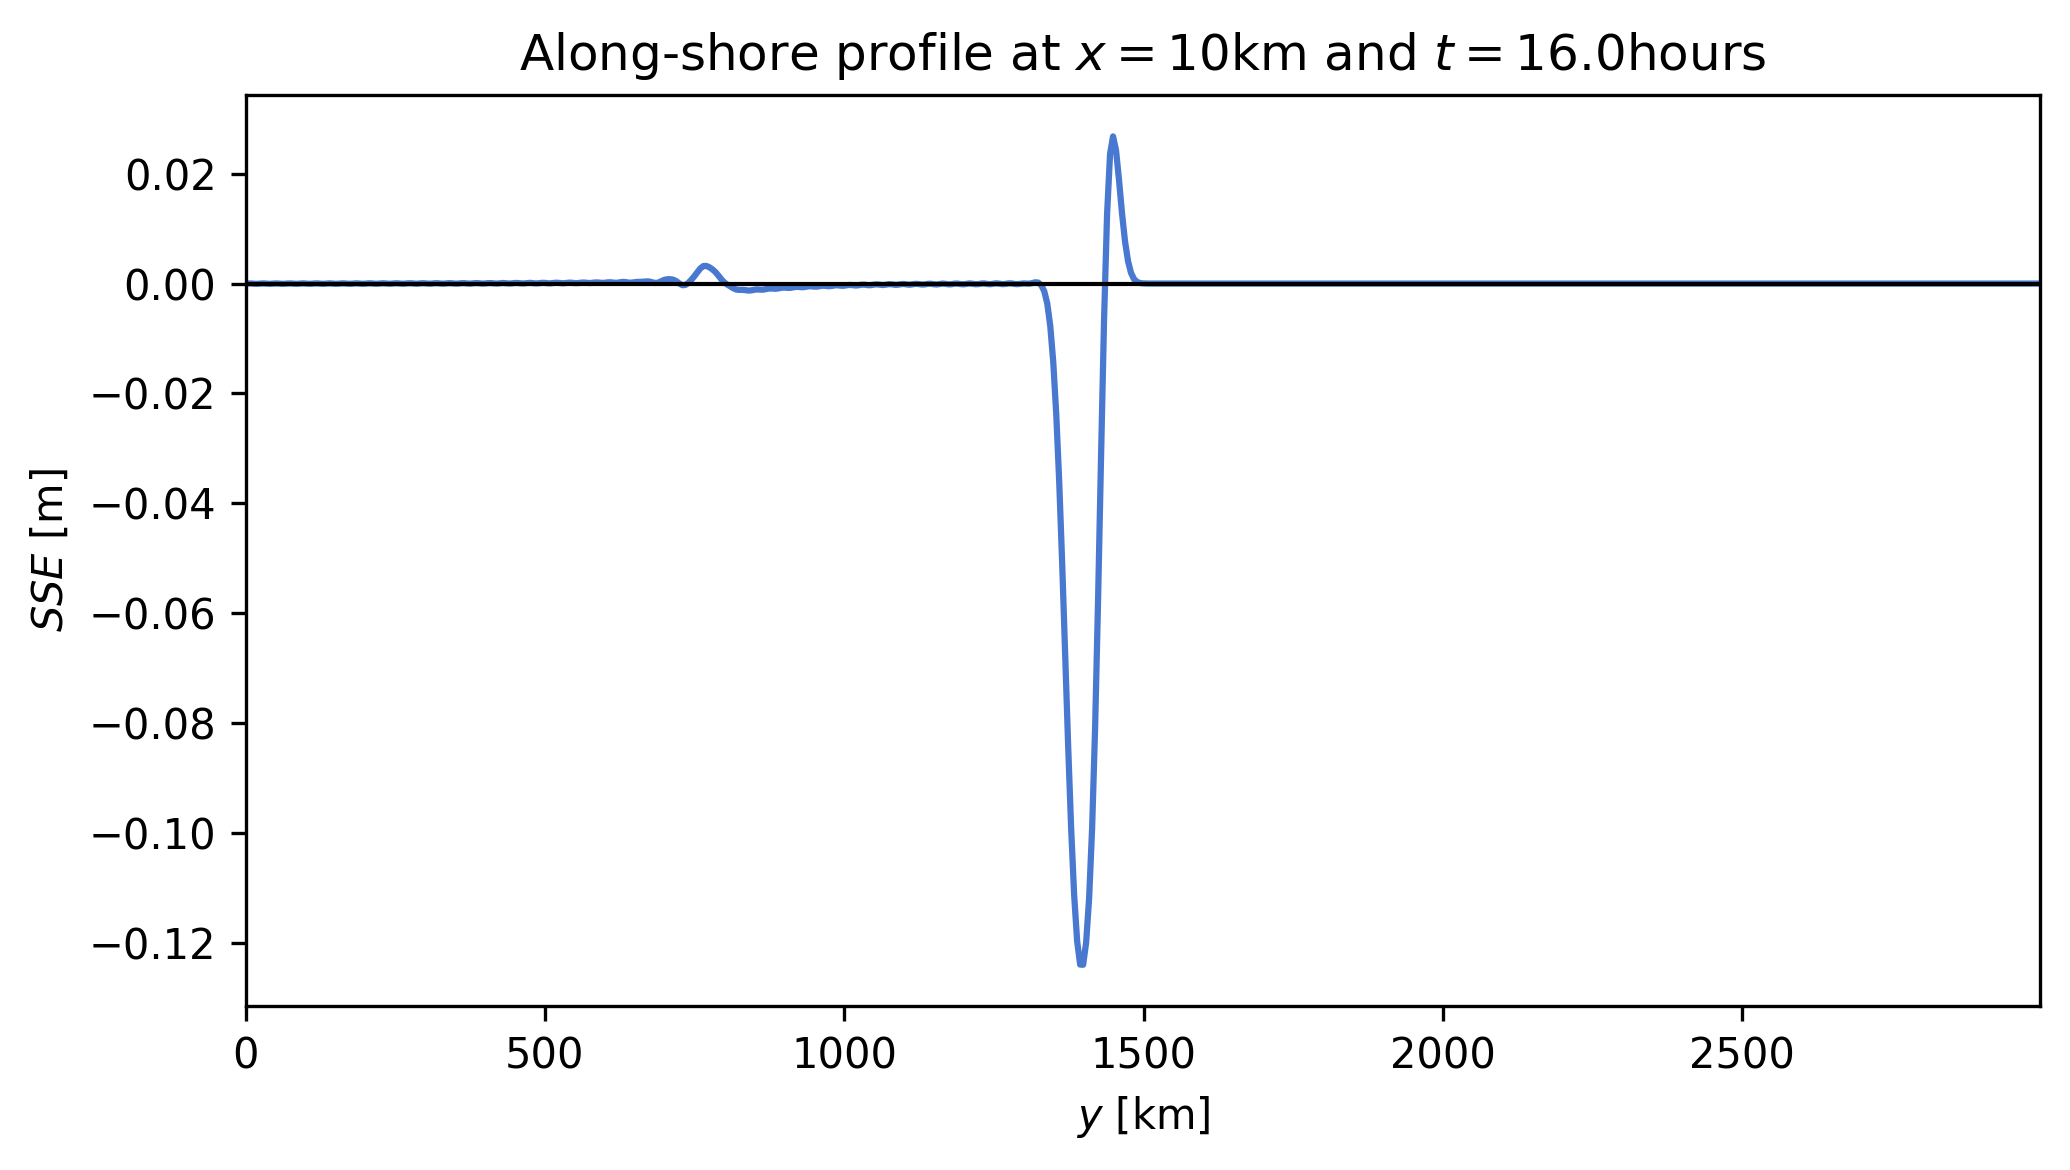 Along-shore profile at x = 10km and t = 16.0hours
0.02
0.00
−0.02
−0.04
−0.06
−0.08
−0.10
−0.12
SSE [m]
0 500 1000 1500 2000 2500
y [km]